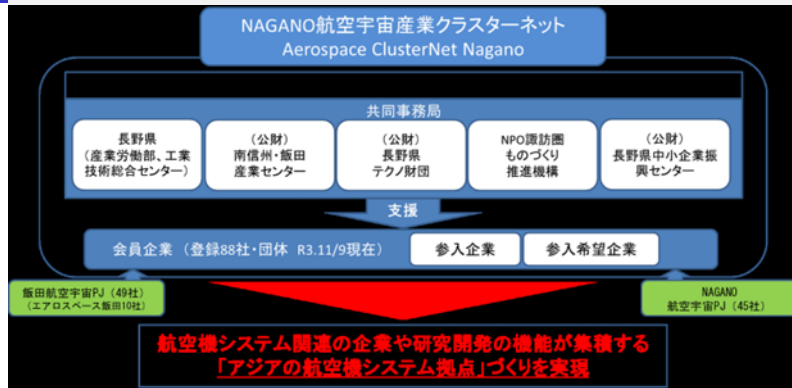 NAGANO航空宇宙産業クラスターネット
Aerospace ClusterNet Nagano
共同事務局
長野県
(産業労働部、工業
技術総合センター)
(公財)
南信州・飯田
産業センター
(公財)
長野県
テクノ財団
NPO諏訪圏
ものづくり
推進機構
(公財)
長野県中小企業振
興センター
支援
会員企業 (登録88社・団体 R3.11/9現在)
参入企業
参入希望企業
飯田航空宇宙PJ (49社)
(エアロスペース飯田10社)
NAGANO
航空宇宙PJ (45社)
航空機システム関連の企業や研究開発の機能が集積する
「アジアの航空機システム拠点」づくりを実現